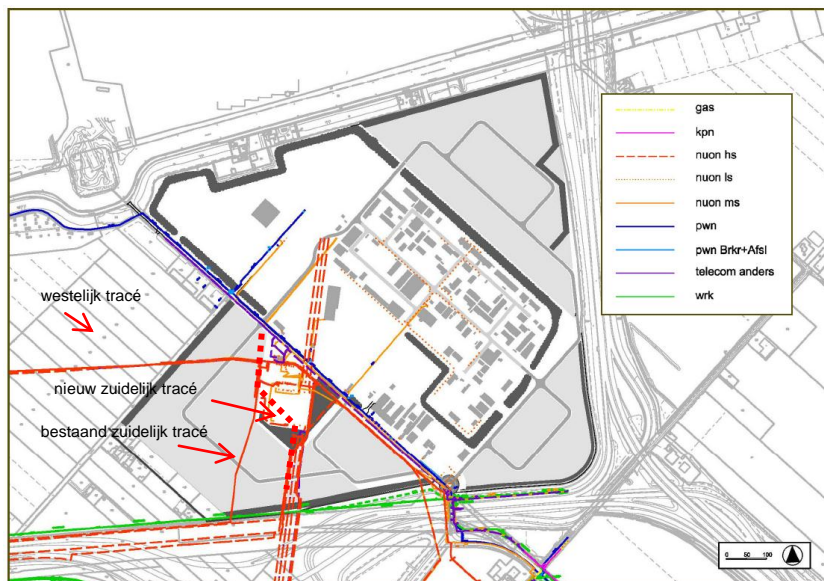 gas
kpn
nuon hs
nuon ls
nuon ms
pwn
pwn Brkr+Afsl
telecom anders
wrk
westelijk tracé
nieuw zuidelijk tracé
bestaand zuidelijk tracé
0 50 100